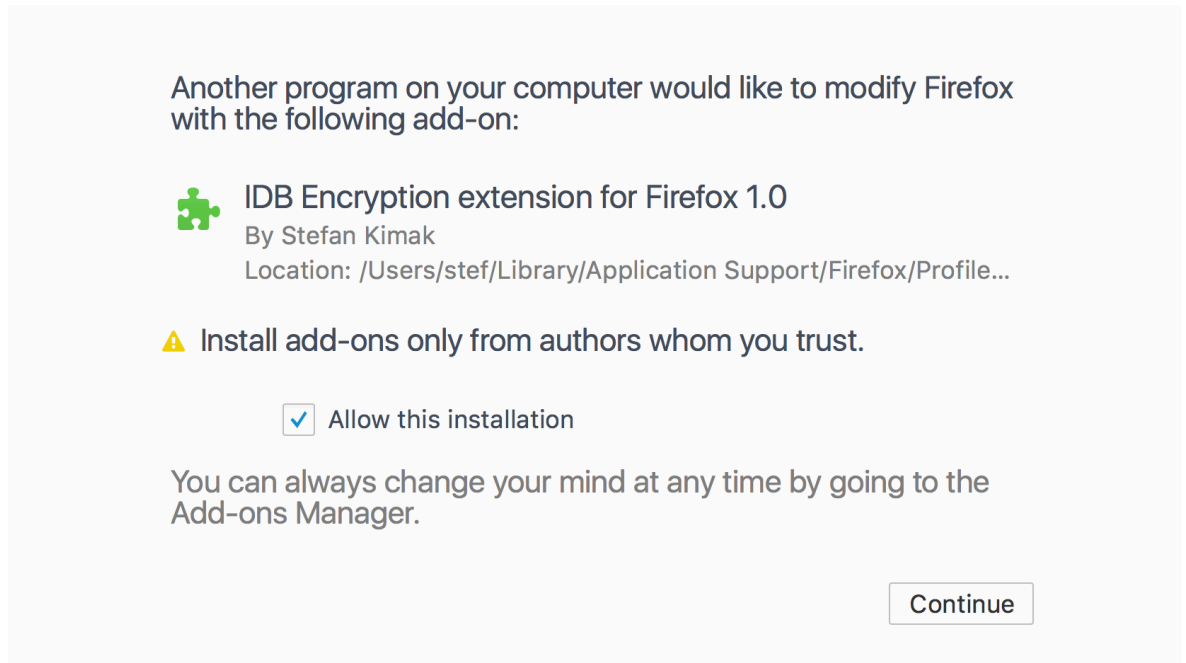 Another program on your computer would like to modify Firefox
with the following add-on:
IDB Encryption extension for Firefox 1.0
By Stefan Kimak
Location: /Users/stef/Library/Application Support/Firefox/Profile...
Install add-ons only from authors whom you trust.
Allow this installation
You can always change your mind at any time by going to the
Add-ons Manager.
Continue